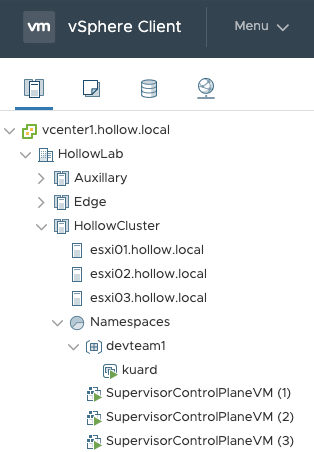 vm vSphere Client Menu
vcenter1.hollow.local
HollowLab
Auxillary
Edge
HollowCluster
esxi01.hollow.local
esxi02.hollow.local
esxi03.hollow.local
Namespaces
devteam1
kuard
SupervisorControlPlaneVM (1)
SupervisorControlPlaneVM (2)
SupervisorControlPlaneVM (3)